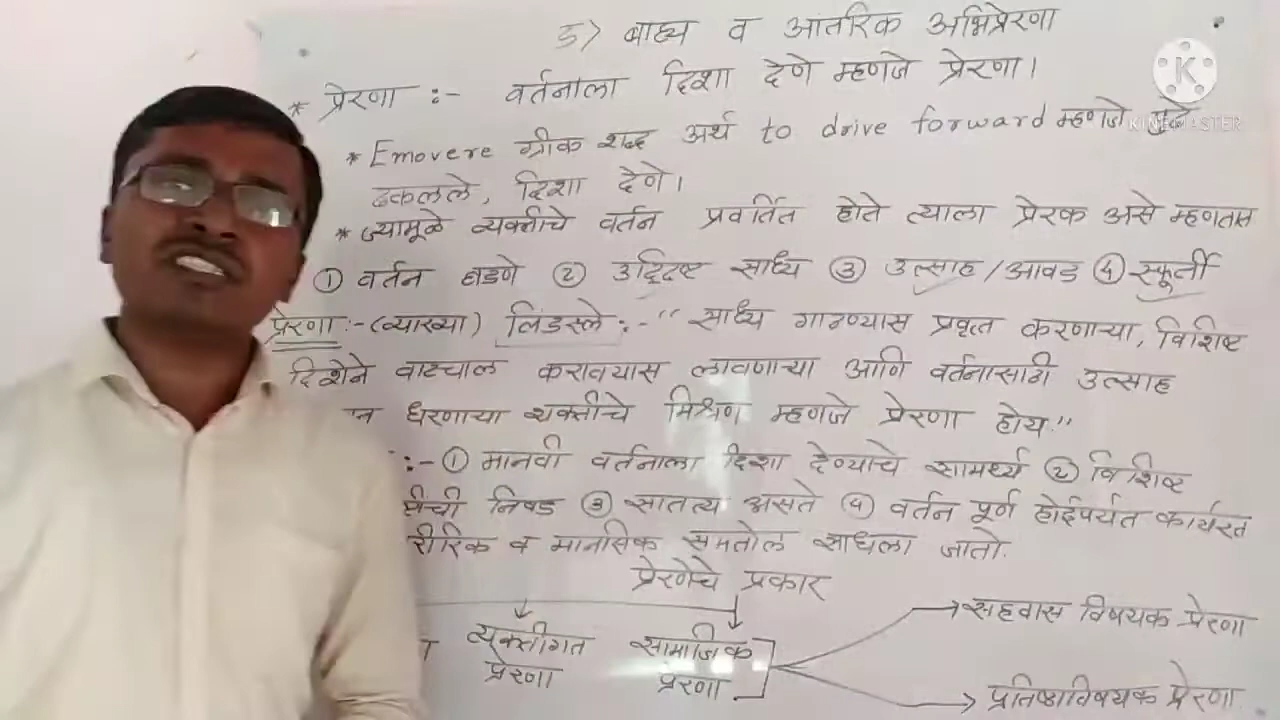 5) बाह्य व आंतरिक अभिप्रेरणा
* प्रेरणा :- वर्तनाला दिशा देणे म्हणजे प्रेरणा।
* Emovere ग्रीक शब्द अर्थ to drive forward म्हणजे पुढे
ढकलले, दिशा देणे।
* ज्यामूळे व्यक्तीचे वर्तन प्रवर्तित होते त्याला प्रेरक असे म्हणतात
① वर्तन घडणे ② उद्दिष्ट साध्य ③ उत्साह/आवड ④ स्फूर्ती
प्रेरणा :- (व्याख्या) लिंडस्ले :- "साध्य गाठण्यास प्रवृत्त करणाऱ्या, विशिष्ट
दिशेने वाटचाल करावयास लावणाऱ्या आणि वर्तनासाठी उत्साह
धरणाऱ्या शक्तीचे मिश्रण म्हणजे प्रेरणा होय."
:- ① मानवी वर्तनाला दिशा देण्याचे सामर्थ्य ② विशिष्ट
निवड ③ सातत्य असते ④ वर्तन पूर्ण होईपर्यंत कार्यरत
व मानसिक समतोल साधला जातो.
प्रेरणेचे प्रकार
व्यक्तीगत प्रेरणा
सामाजिक प्रेरणा
सहवास विषयक प्रेरणा
प्रतिष्ठाविषयक प्रेरणा
K
KINEMASTER